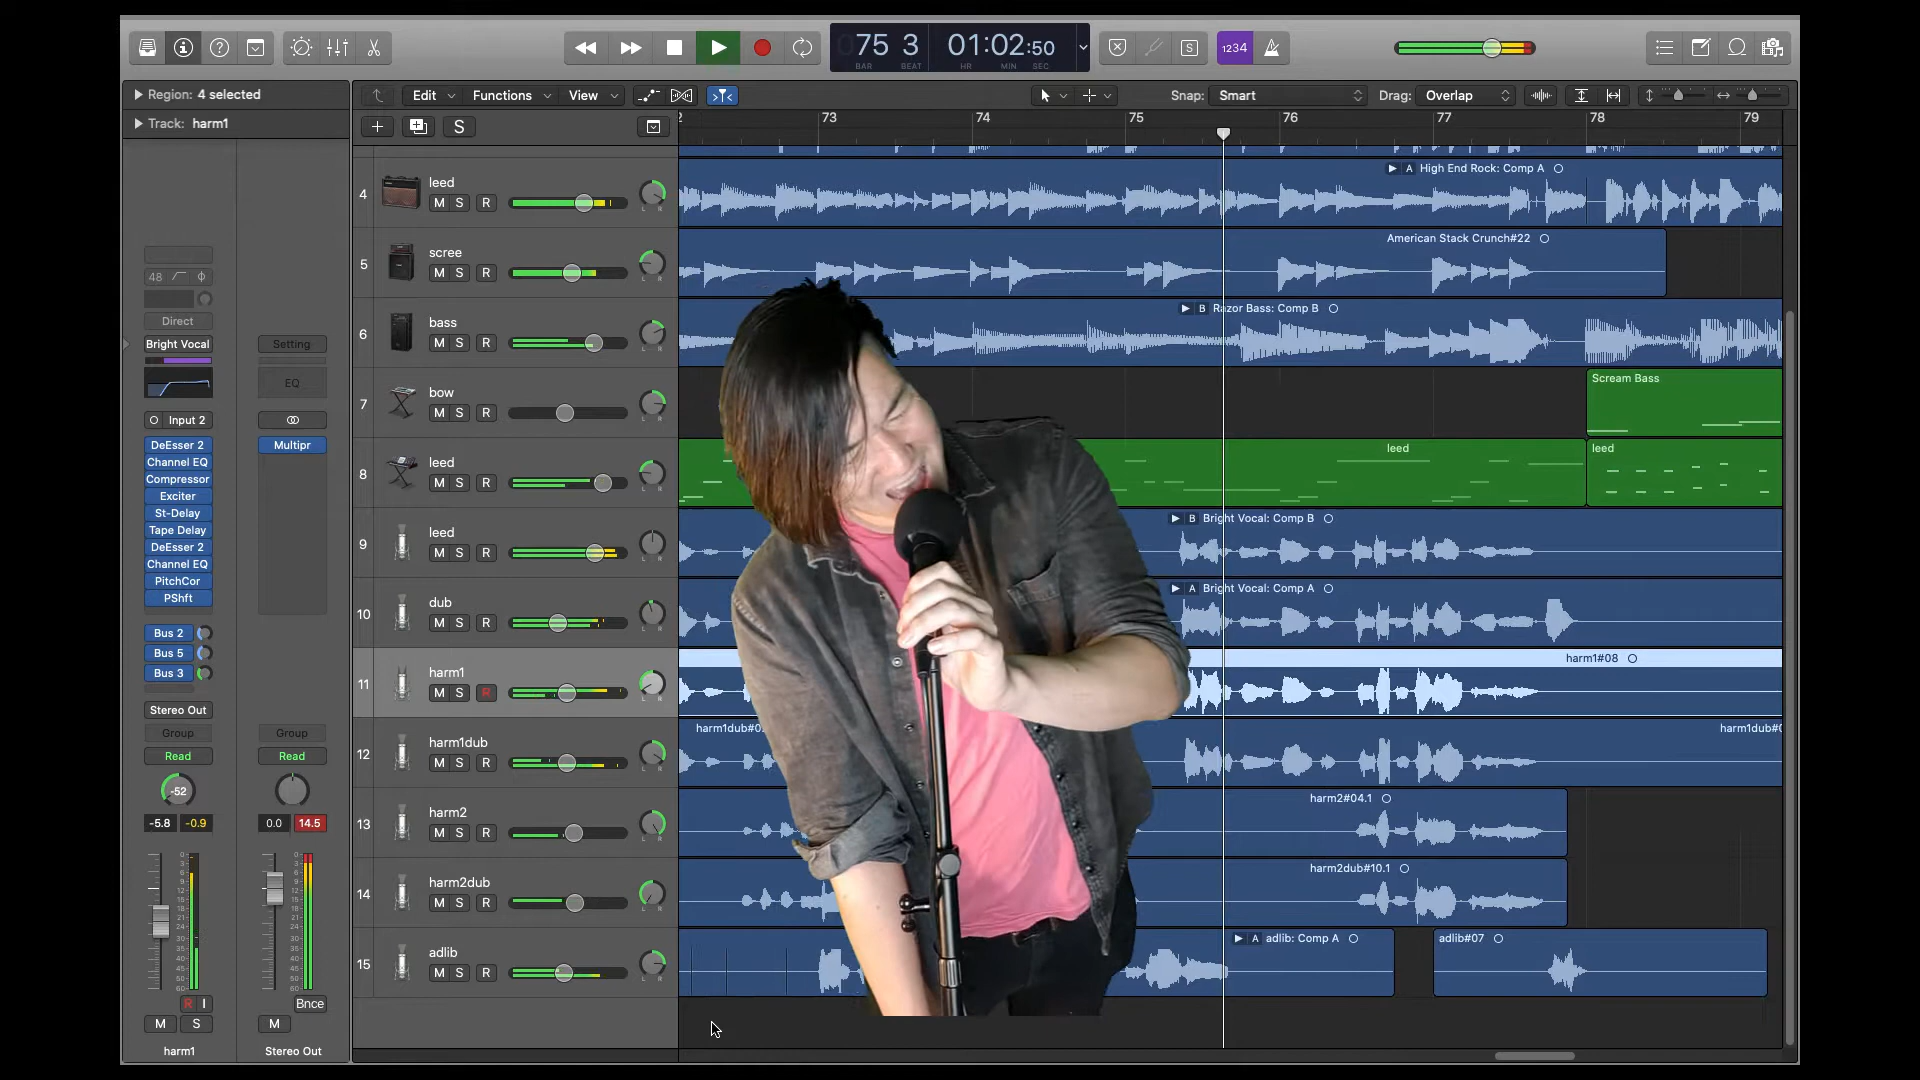 75 3 01:02:50 1234
BAR BEAT HR MIN SEC
Region: 4 selected
Edit Functions View Snap: Smart Drag: Overlap
Track: harm1
S
73 74 75 76 77 78 79
4 leed M S R L R
A High End Rock: Comp A
5 scree M S R L R
American Stack Crunch#22
6 bass M S R L R
B Razor Bass: Comp B
7 bow M S R L R
Scream Bass
8 leed M S R L R
leed leed
9 leed M S R L R
B Bright Vocal: Comp B
10 dub M S R L R
A Bright Vocal: Comp A
11 harm1 M S R L R
harm1#08
12 harm1dub M S R L R
harm1dub#0 harm1dub#0
13 harm2 M S R L R
harm2#04.1
14 harm2dub M S R L R
harm2dub#10.1
15 adlib M S R L R
A adlib: Comp A adlib#07
48
Direct
Bright Vocal Setting
EQ
Input 2
DeEsser 2 Multipr
Channel EQ
Compressor
Exciter
St-Delay
Tape Delay
DeEsser 2
Channel EQ
PitchCor
PShft
Bus 2
Bus 5
Bus 3
Stereo Out
Group Group
Read Read
-52
-5.8 -0.9 0.0 14.5
R I Bnce
M S M
harm1 Stereo Out